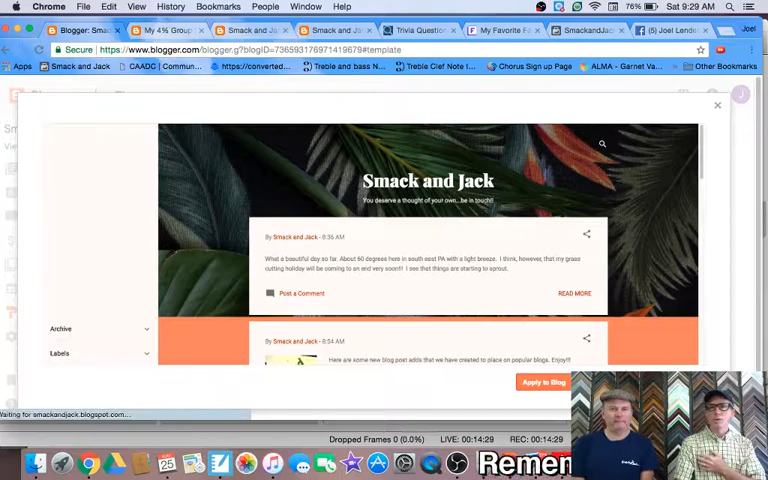 Chrome File Edit View History Bookmarks People Window Help 76% Sat 9:29 AM
Blogger: Smac My 4% Group Smack and J Smack and J Trivia Question My Favorite Fa SmackandJac (5) Joel Lender Joel
Secure https://www.blogger.com/blogger.g?blogID=7365931769714196791#template
Apps Smack and Jack CAADC | Commun... https://converted... Treble and bass N... Treble Clef Note I... Chorus Sign up Page ALMA - Garnet Va... Other Bookmarks
J
Smack and Jack
You deserve a thought of your own...be in touch!!
By Smack and Jack - 8:36 AM
What a beautiful day so far. About 60 degrees here in south east PA with a light breeze. I think, however, that my grass
cutting holiday will be coming to an end very soon!!! I see that things are starting to sprout.
Post a Comment READ MORE
Archive
Labels
By Smack and Jack - 8:54 AM
Here are some new blog post adds that we have created to place on popular blogs. Enjoy!!!
Apply to Blog
Waiting for smackandjack.blogspot.com...
Dropped Frames 0 (0.0%) LIVE: 00:14:29 REC: 00:14:29
25
Remem